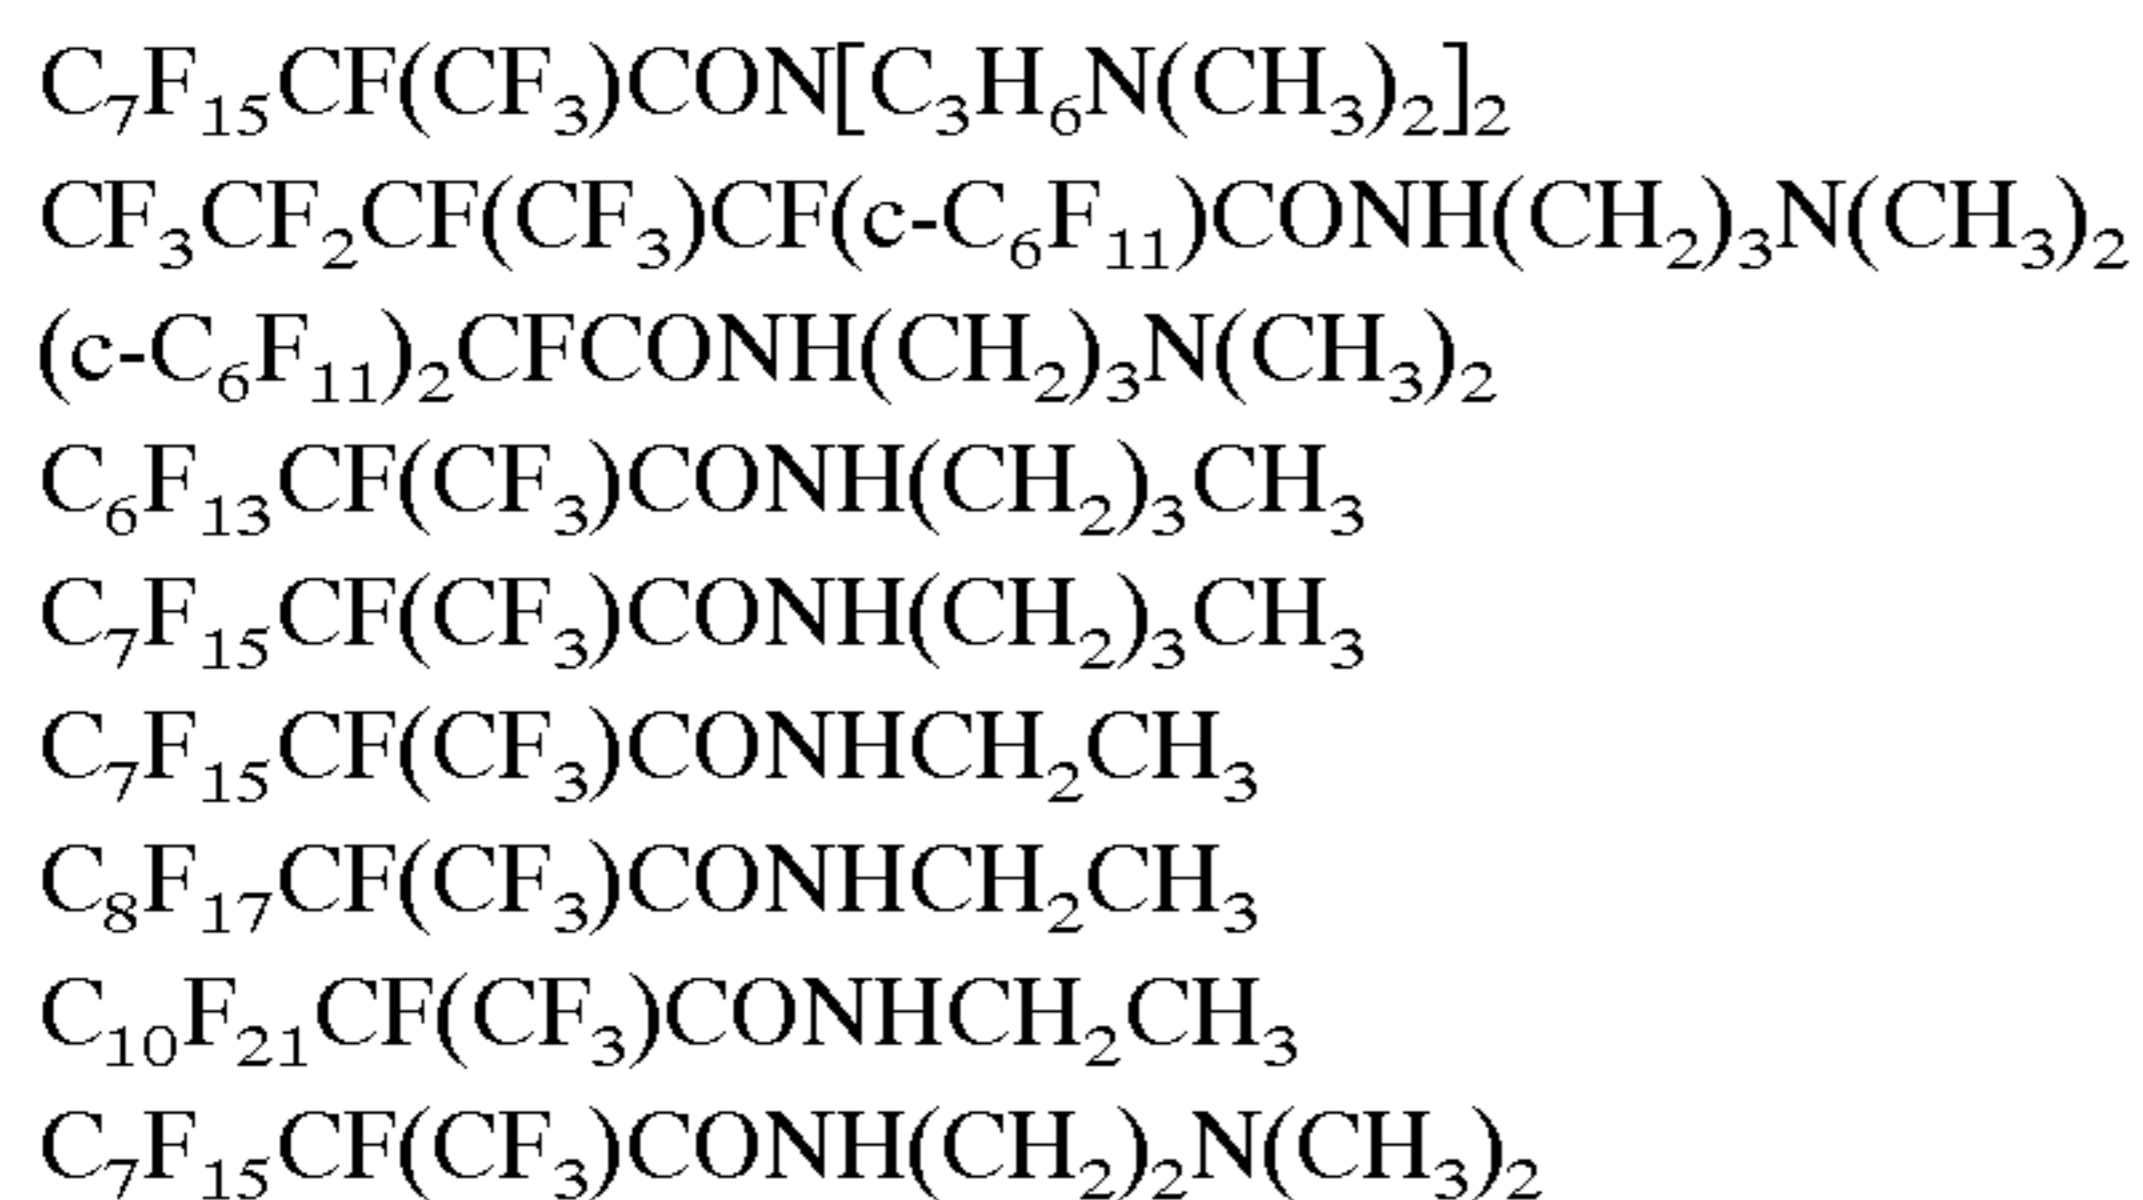 C₇F₁₅CF(CF₃)CON[C₃H₆N(CH₃)₂]₂
CF₃CF₂CF(CF₃)CF(c-C₆F₁₁)CONH(CH₂)₃N(CH₃)₂
(c-C₆F₁₁)₂CFCONH(CH₂)₃N(CH₃)₂
C₆F₁₃CF(CF₃)CONH(CH₂)₃CH₃
C₇F₁₅CF(CF₃)CONH(CH₂)₃CH₃
C₇F₁₅CF(CF₃)CONHCH₂CH₃
C₈F₁₇CF(CF₃)CONHCH₂CH₃
C₁₀F₂₁CF(CF₃)CONHCH₂CH₃
C₇F₁₅CF(CF₃)CONH(CH₂)₂N(CH₃)₂